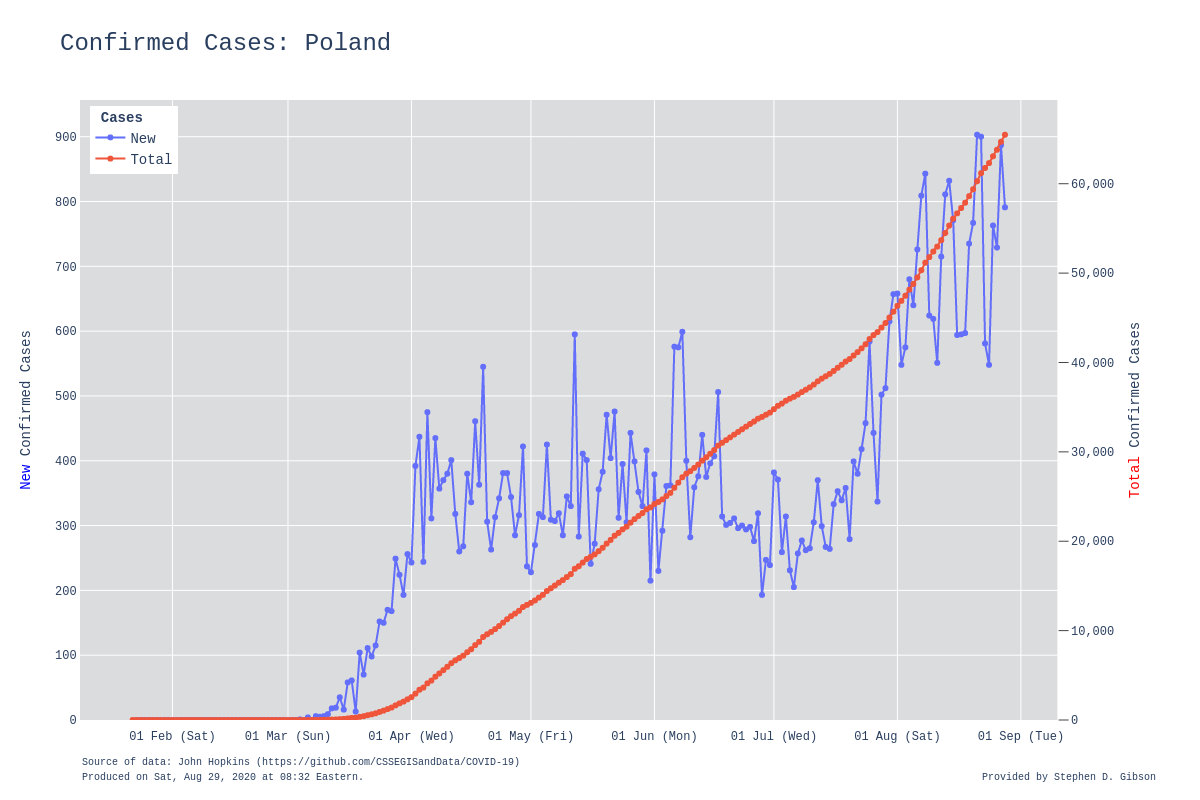 Confirmed Cases: Poland
Cases
New
Total
900
800
700
600
500
400
300
200
100
0
New Confirmed Cases
60,000
50,000
40,000
30,000
20,000
10,000
0
Total Confirmed Cases
01 Feb (Sat) 01 Mar (Sun) 01 Apr (Wed) 01 May (Fri) 01 Jun (Mon) 01 Jul (Wed) 01 Aug (Sat) 01 Sep (Tue)
Source of data: John Hopkins (https://github.com/CSSEGISandData/COVID-19)
Produced on Sat, Aug 29, 2020 at 08:32 Eastern.
Provided by Stephen D. Gibson